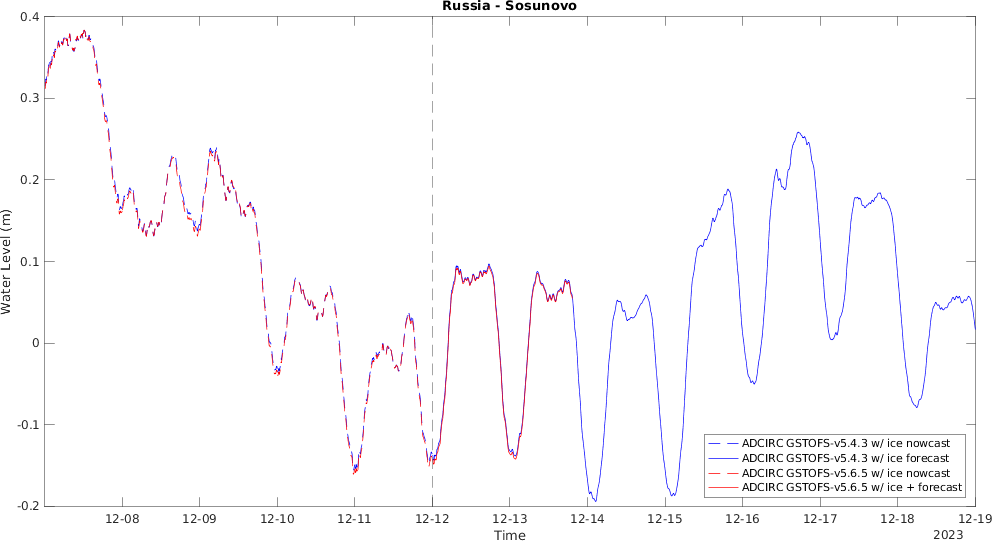 Russia - Sosunovo
0.4
0.3
0.2
0.1
0
-0.1
-0.2
Water Level (m)
12-08
12-09
12-10
12-11
12-12
12-13
12-14
12-15
12-16
12-17
12-18
12-19
Time
2023
ADCIRC GSTOFS-v5.4.3 w/ ice nowcast
ADCIRC GSTOFS-v5.4.3 w/ ice forecast
ADCIRC GSTOFS-v5.6.5 w/ ice nowcast
ADCIRC GSTOFS-v5.6.5 w/ ice + forecast